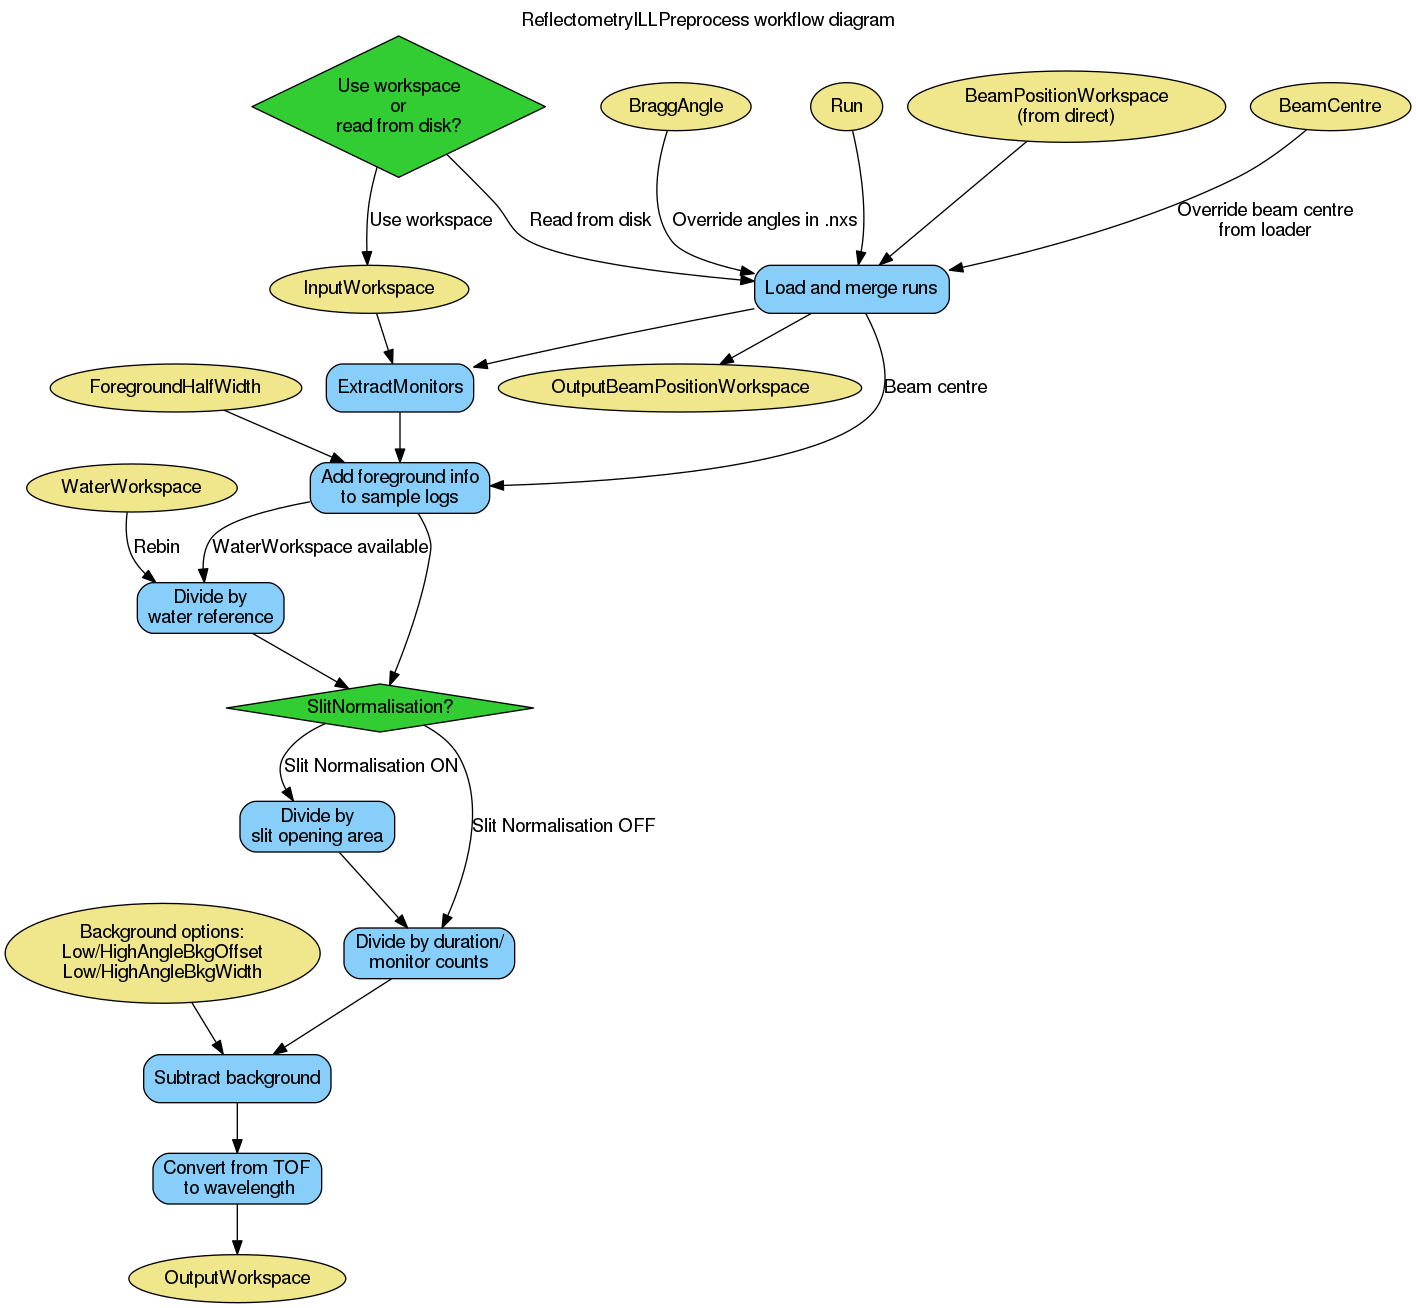 ReflectometryILLPreprocess workflow diagram
Use workspace
or
read from disk?
BraggAngle
Run
BeamPositionWorkspace
(from direct)
BeamCentre
Use workspace
Read from disk
Override angles in .nxs
Override beam centre
from loader
InputWorkspace
Load and merge runs
ForegroundHalfWidth
ExtractMonitors
OutputBeamPositionWorkspace
Beam centre
WaterWorkspace
Add foreground info
to sample logs
Rebin
WaterWorkspace available
Divide by
water reference
SlitNormalisation?
Slit Normalisation ON
Divide by
slit opening area
Slit Normalisation OFF
Background options:
Low/HighAngleBkgOffset
Low/HighAngleBkgWidth
Divide by duration/
monitor counts
Subtract background
Convert from TOF
to wavelength
OutputWorkspace